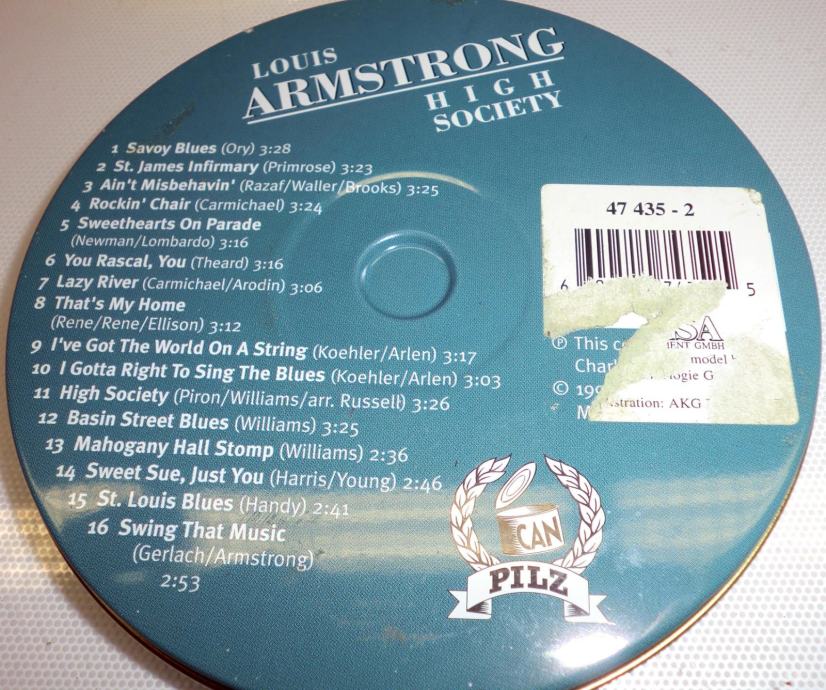 LOUIS
ARMSTRONG
HIGH
SOCIETY
1 Savoy Blues (Ory) 3:28
2 St. James Infirmary (Primrose) 3:23
3 Ain't Misbehavin' (Razaf/Waller/Brooks) 3:25
4 Rockin' Chair (Carmichael) 3:24
5 Sweethearts On Parade
(Newman/Lombardo) 3:16
6 You Rascal, You (Theard) 3:16
7 Lazy River (Carmichael/Arodin) 3:06
8 That's My Home
(Rene/Rene/Ellison) 3:12
9 I've Got The World On A String (Koehler/Arlen) 3:17
10 I Gotta Right To Sing The Blues (Koehler/Arlen) 3:03
11 High Society (Piron/Williams/arr. Russell) 3:26
12 Basin Street Blues (Williams) 3:25
13 Mahogany Hall Stomp (Williams) 2:36
14 Sweet Sue, Just You (Harris/Young) 2:46
15 St. Louis Blues (Handy) 2:41
16 Swing That Music
(Gerlach/Armstrong)
2:53
47 435 - 2
6 5
SA
GMBH
℗ This
model
©
AKG
CAN
PILZ